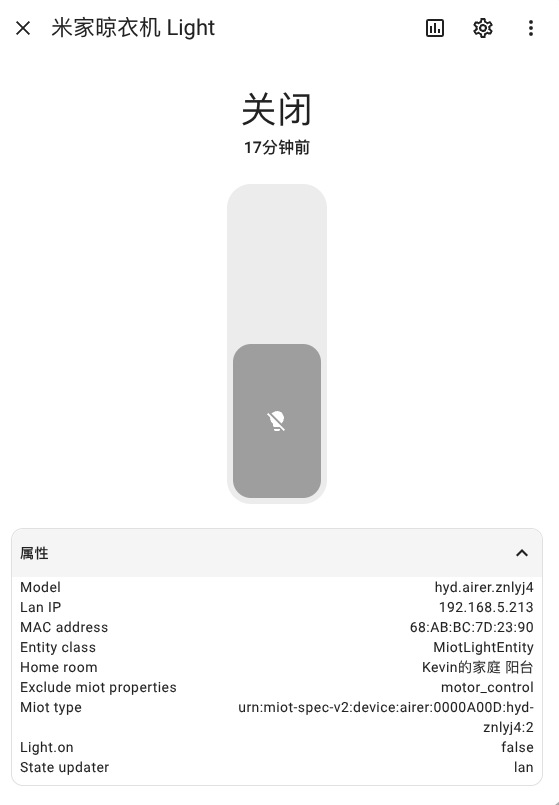 米家晾衣机 Light
关闭
17分钟前
属性
Model hyd.airer.znlyj4
Lan IP 192.168.5.213
MAC address 68:AB:BC:7D:23:90
Entity class MiotLightEntity
Home room Kevin的家庭 阳台
Exclude miot properties motor_control
Miot type urn:miot-spec-v2:device:airer:0000A00D:hyd-
znlyj4:2
Light.on false
State updater lan